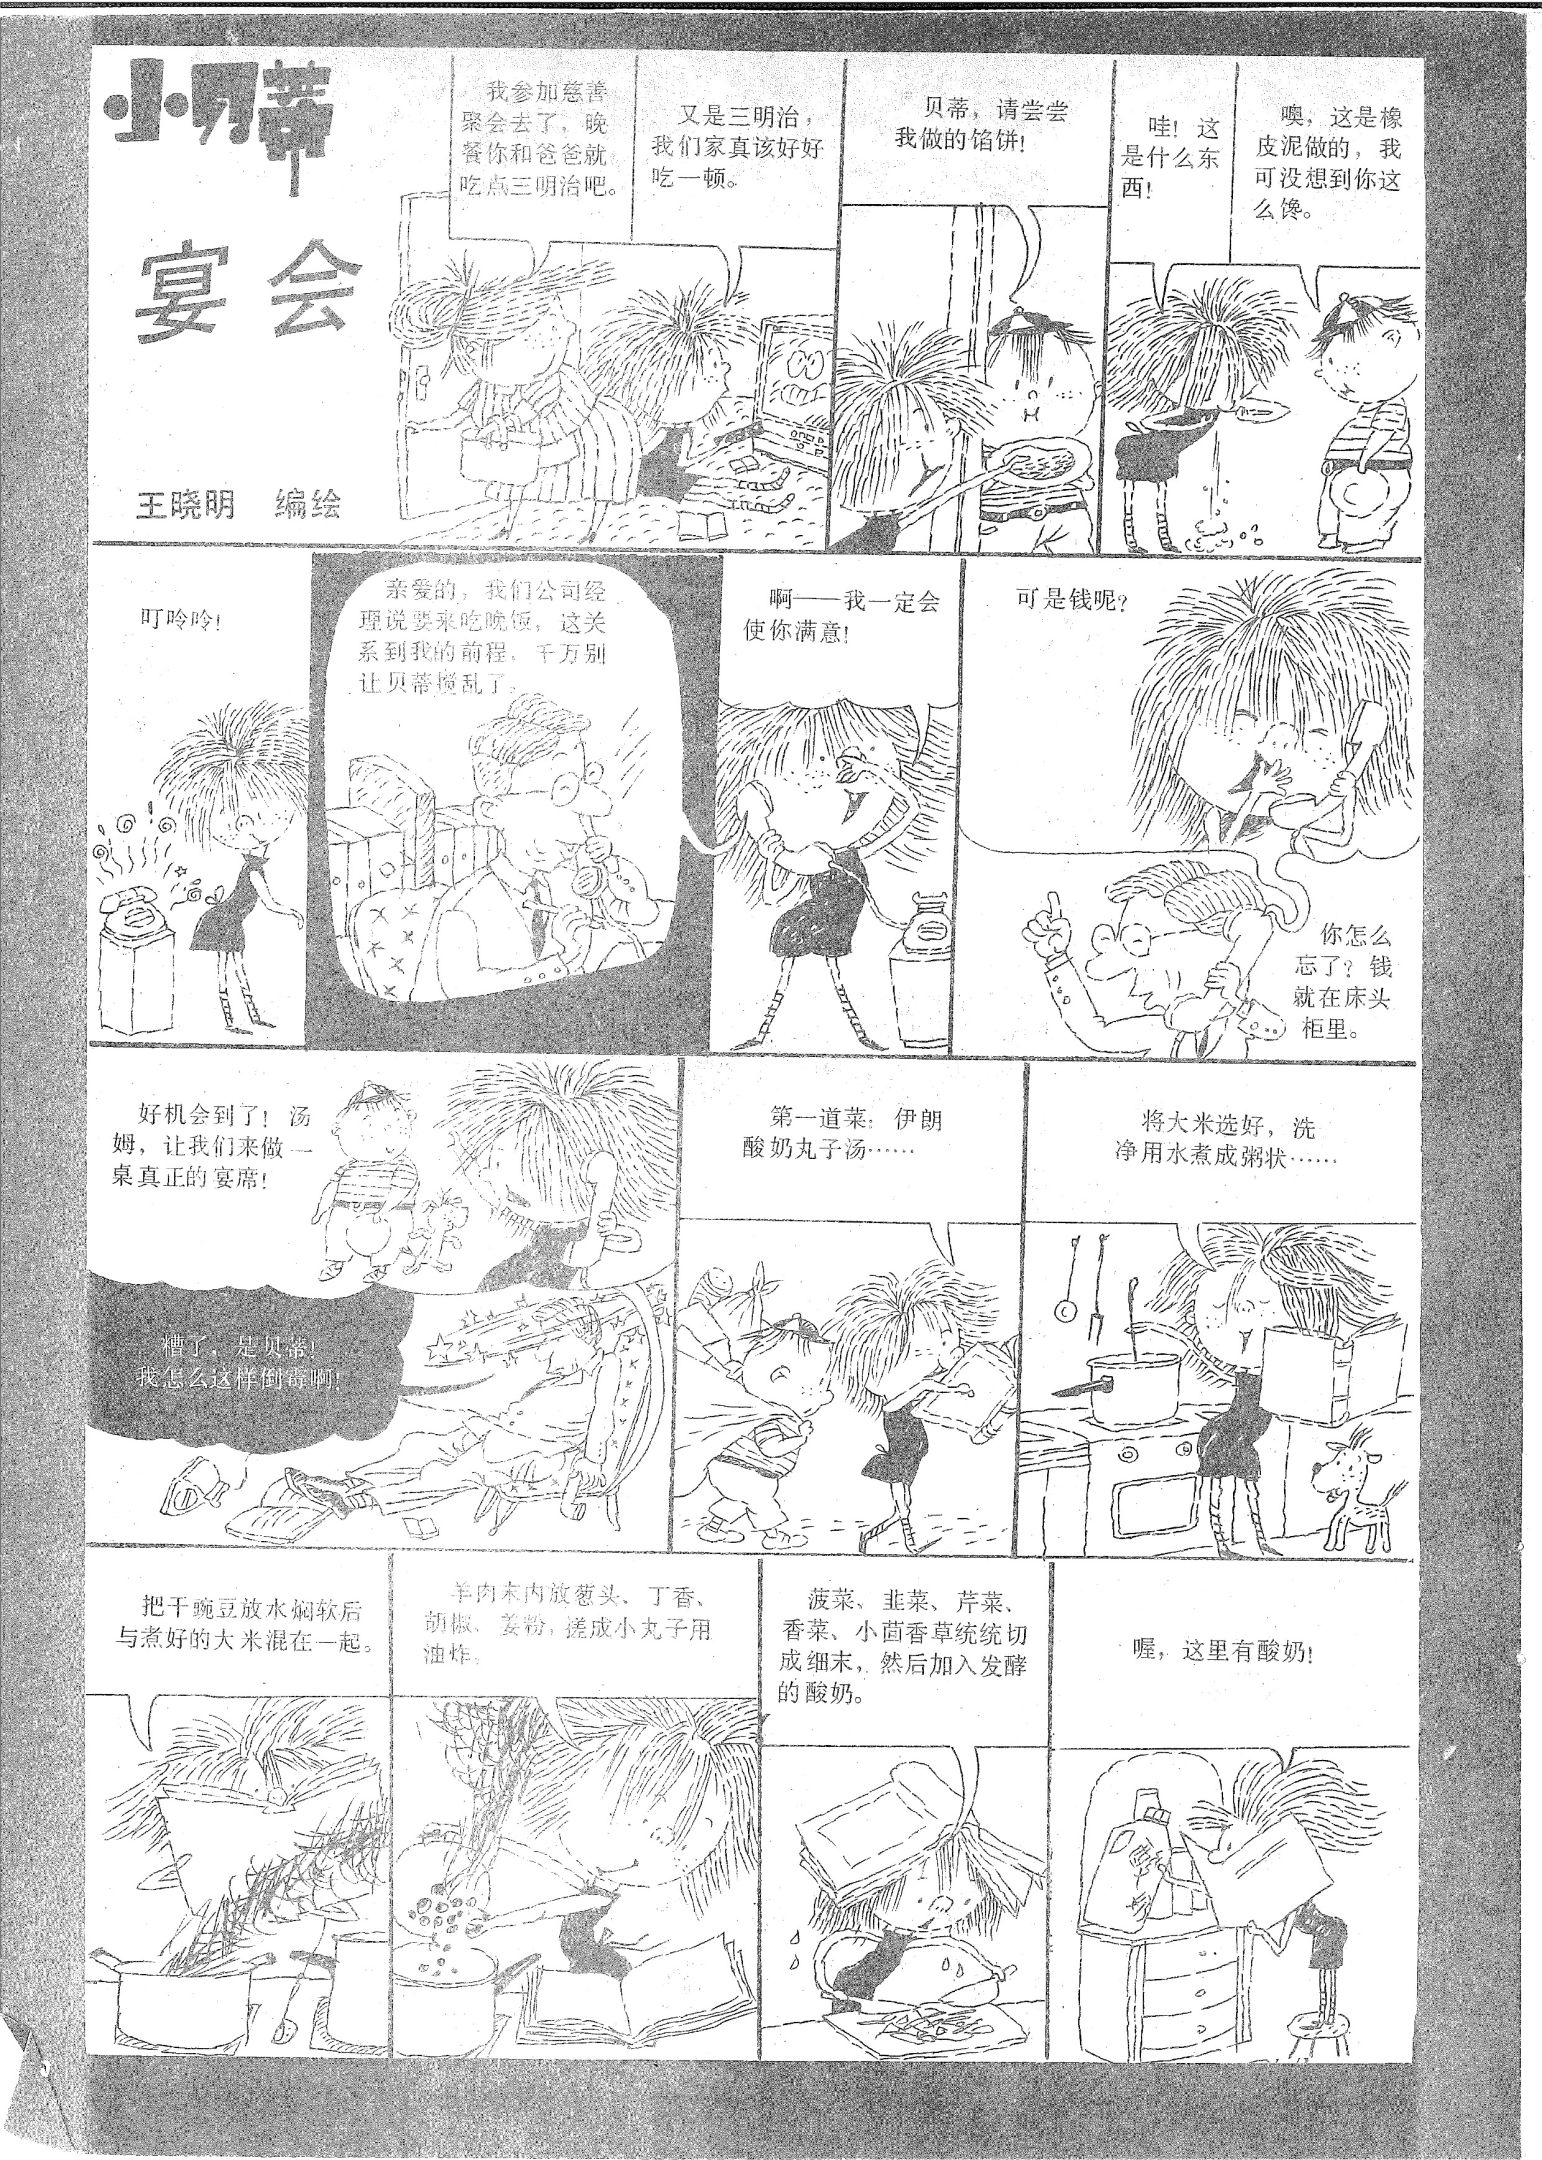 小贝蒂
宴会
王晓明 编绘
我参加慈善
聚会去了，晚
餐你和爸爸就
吃点三明治吧。
又是三明治，
我们家真该好好
吃一顿。
贝蒂，请尝尝
我做的馅饼！
哇！这
是什么东
西！
噢，这是橡
皮泥做的，我
可没想到你这
么馋。
叮呤呤！
亲爱的，我们公司经
理说要来吃晚饭，这关
系到我的前程，千万别
让贝蒂搅乱了。
啊——我一定会
使你满意！
可是钱呢？
你怎么
忘了？钱
就在床头
柜里。
好机会到了！汤
姆，让我们来做一
桌真正的宴席！
糟了，是贝蒂！
我怎么这样倒霉啊！
第一道菜：伊朗
酸奶丸子汤……
将大米选好，洗
净用水煮成粥状……
把干豌豆放水焖软后
与煮好的大米混在一起。
羊肉末内放葱头、丁香、
胡椒、姜粉，搓成小丸子用
油炸。
菠菜、韭菜、芹菜、
香菜、小茴香草统统切
成细末，然后加入发酵
的酸奶。
喔，这里有酸奶！